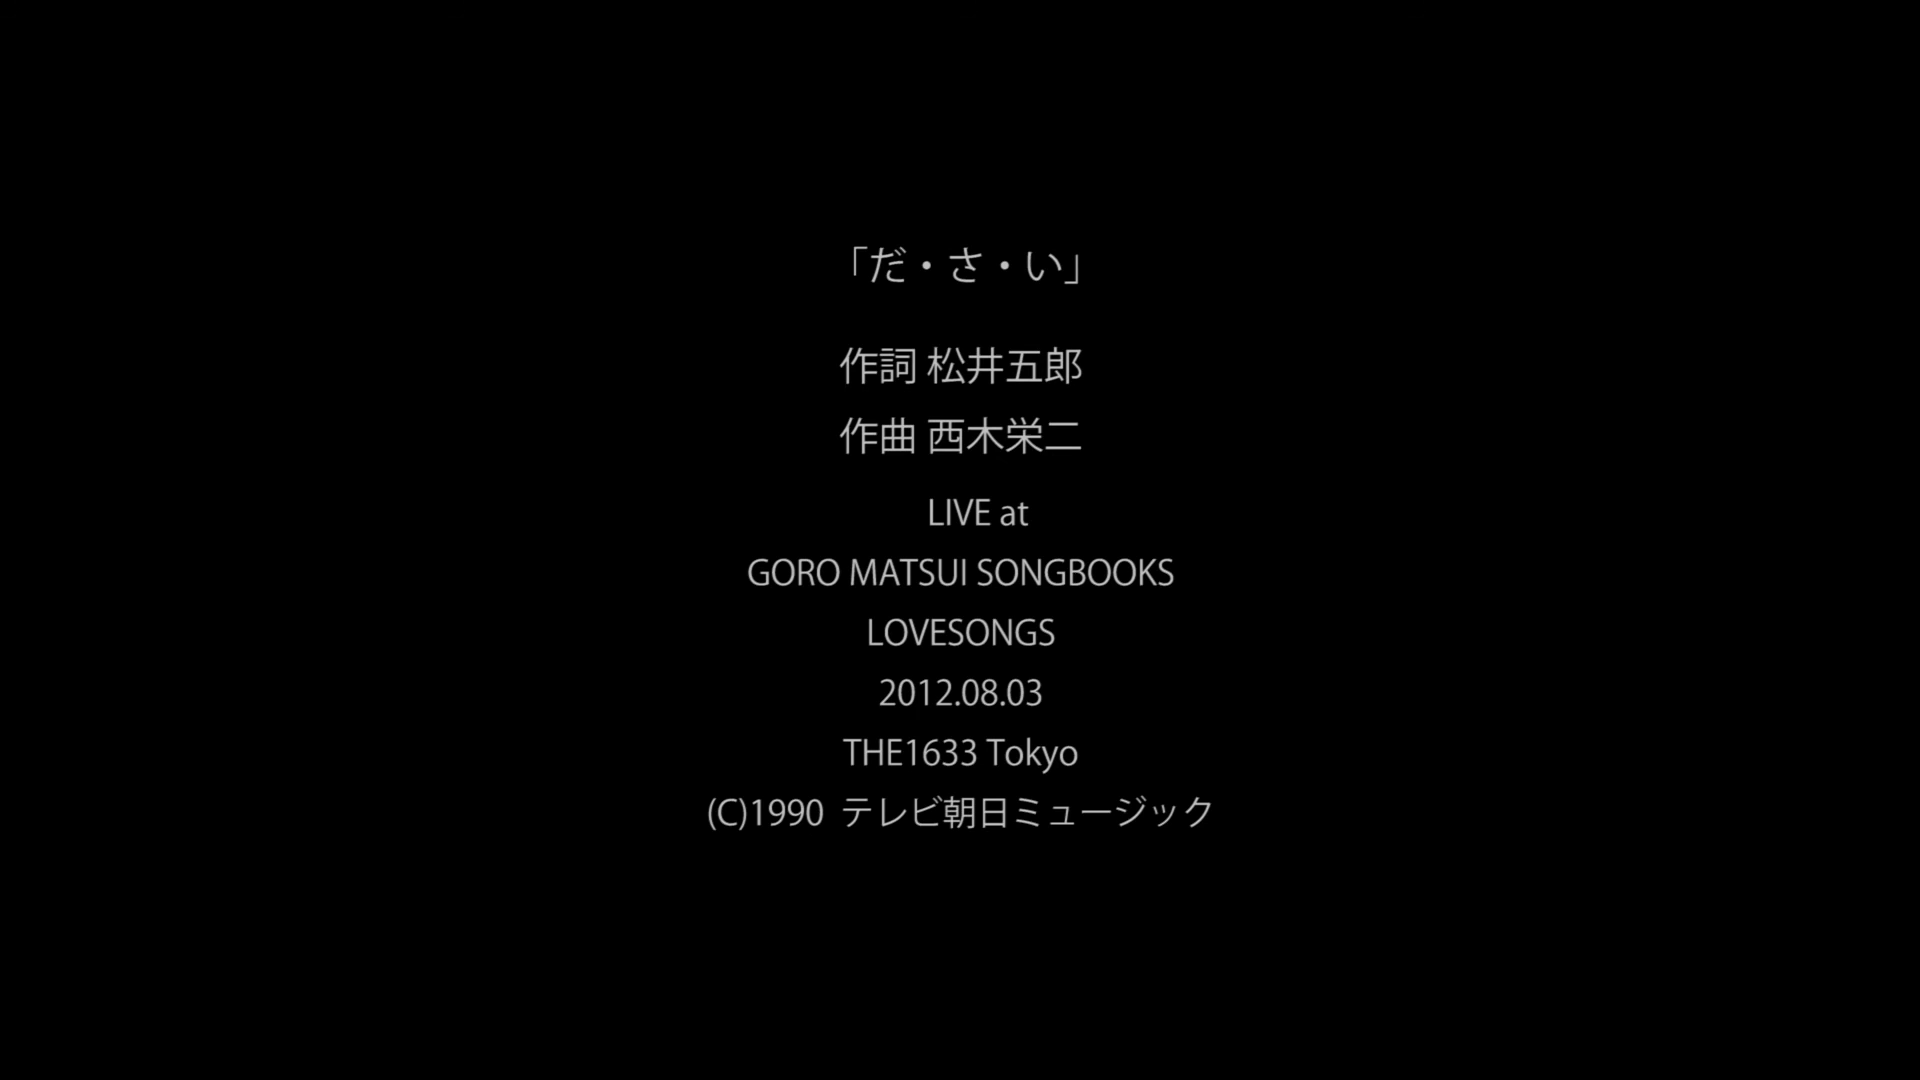 「だ・さ・い」
作詞 松井五郎
作曲 西木栄二
LIVE at
GORO MATSUI SONGBOOKS
LOVESONGS
2012.08.03
THE1633 Tokyo
(C)1990 テレビ朝日ミュージック